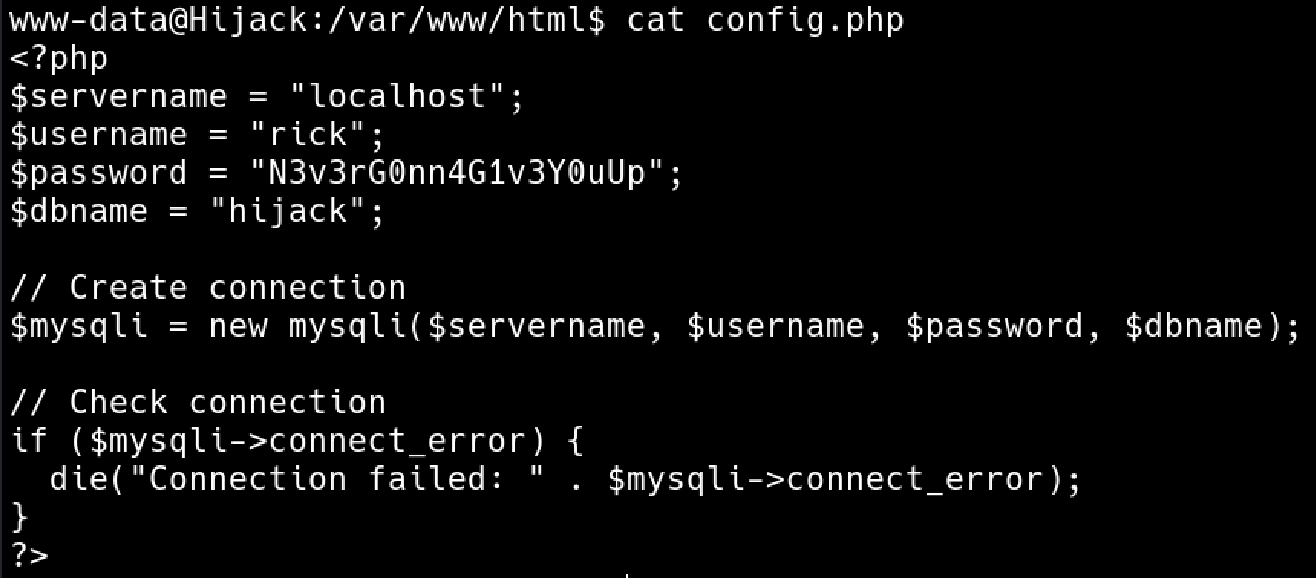 www-data@Hijack:/var/www/html$ cat config.php
<?php
$servername = "localhost";
$username = "rick";
$password = "N3v3rG0nn4G1v3Y0uUp";
$dbname = "hijack";

// Create connection
$mysqli = new mysqli($servername, $username, $password, $dbname);

// Check connection
if ($mysqli->connect_error) {
  die("Connection failed: " . $mysqli->connect_error);
}
?>